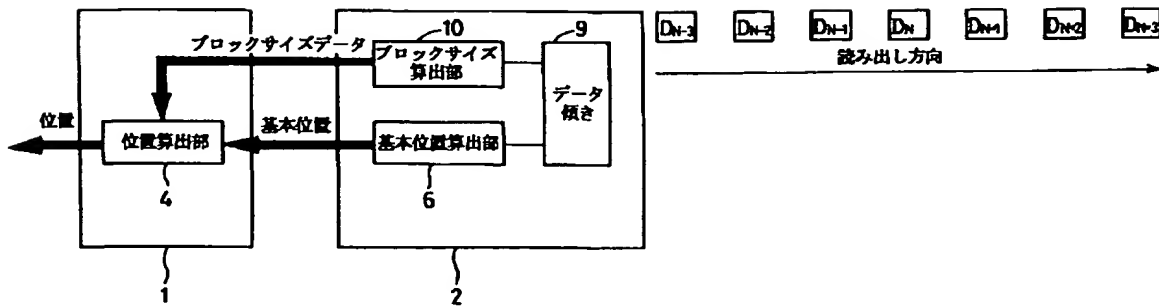 ブロックサイズデータ
10
ブロックサイズ
算出部
9
データ
傾き
位置
位置算出部
4
基本位置
基本位置算出部
6
1
2
DN-3 DN-2 DN-1 DN DN-1 DN-2 DN-3
読み出し方向